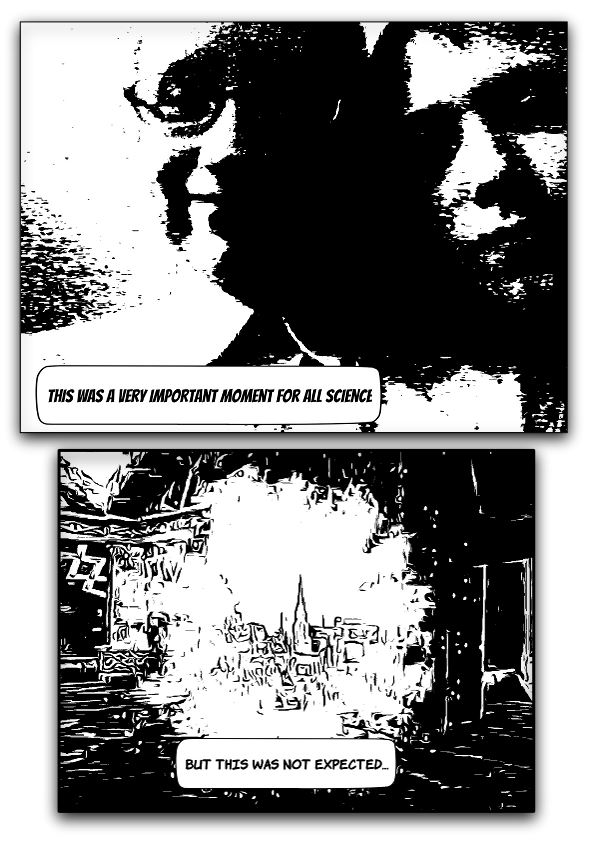 THIS WAS A VERY IMPORTANT MOMENT FOR ALL SCIENCE
BUT THIS WAS NOT EXPECTED...